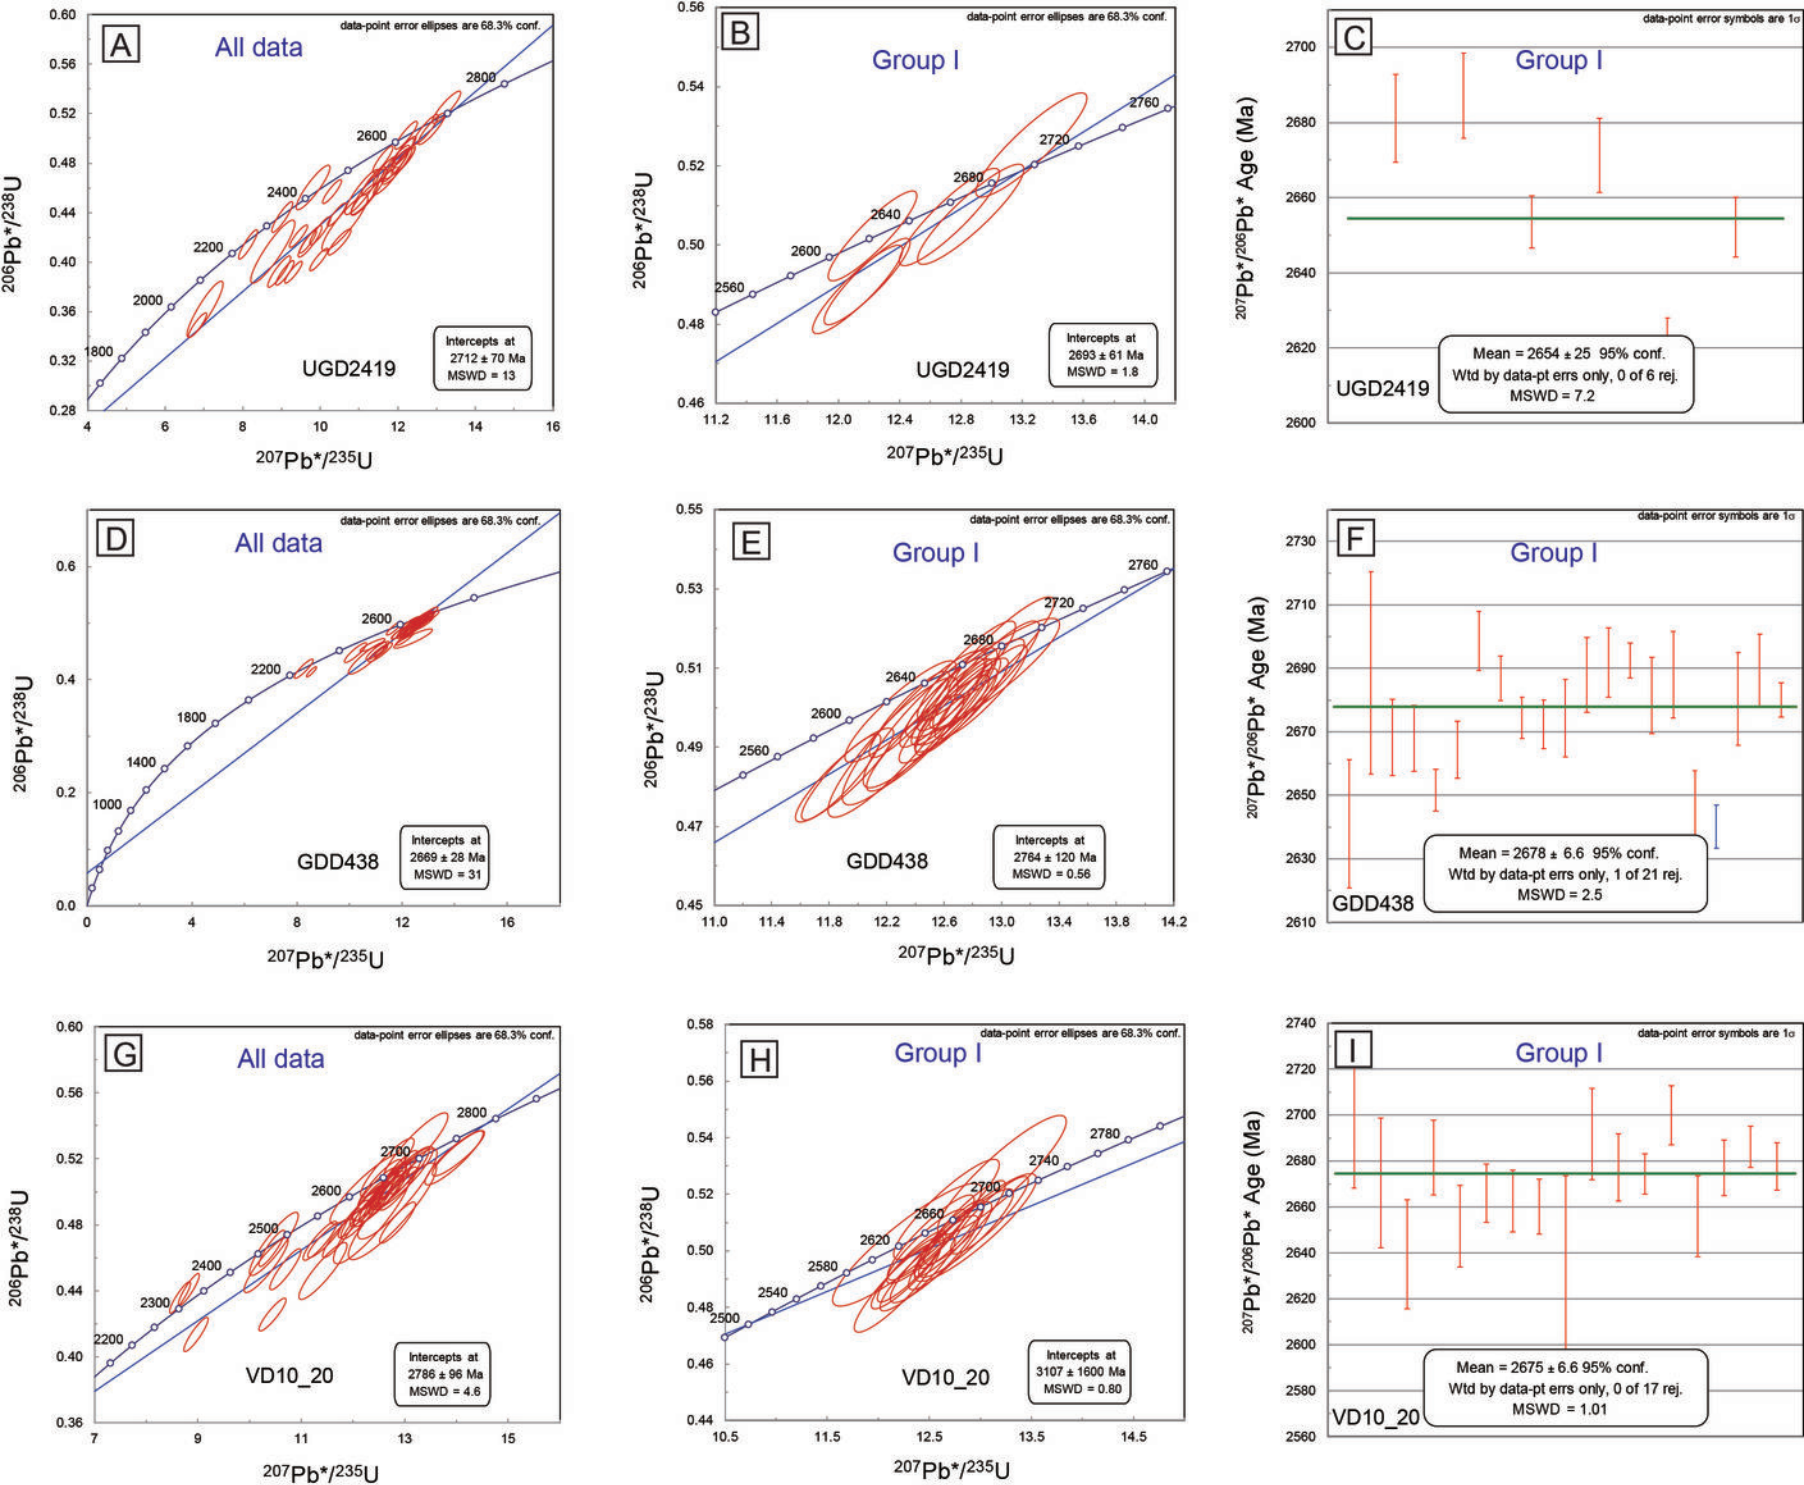 A
All data
data-point error ellipses are 68.3% conf.
0.60
0.56
0.52
0.48
0.44
0.40
0.36
0.32
0.28
2800
2600
2400
2200
2000
1800
UGD2419
Intercepts at
2712 ± 70 Ma
MSWD = 13
4
6
8
10
12
14
16
206Pb*/238U
207Pb*/235U
B
Group I
data-point error ellipses are 68.3% conf.
0.56
0.54
0.52
0.50
0.48
0.46
2760
2720
2680
2640
2600
2560
UGD2419
Intercepts at
2693 ± 61 Ma
MSWD = 1.8
11.2
11.6
12.0
12.4
12.8
13.2
13.6
14.0
206Pb*/238U
207Pb*/235U
C
Group I
data-point error symbols are 1σ
2700
2680
2660
2640
2620
2600
207Pb*/206Pb* Age (Ma)
UGD2419
Mean = 2654 ± 25 95% conf.
Wtd by data-pt errs only, 0 of 6 rej.
MSWD = 7.2
D
All data
data-point error ellipses are 68.3% conf.
0.6
0.4
0.2
0.0
2600
2200
1800
1400
1000
GDD438
Intercepts at
2669 ± 28 Ma
MSWD = 31
0
4
8
12
16
206Pb*/238U
207Pb*/235U
E
Group I
data-point error ellipses are 68.3% conf.
0.55
0.53
0.51
0.49
0.47
0.45
2760
2720
2680
2640
2600
2560
GDD438
Intercepts at
2764 ± 120 Ma
MSWD = 0.56
11.0
11.4
11.8
12.2
12.6
13.0
13.4
13.8
14.2
206Pb*/238U
207Pb*/235U
F
Group I
data-point error symbols are 1σ
2730
2710
2690
2670
2650
2630
2610
207Pb*/206Pb* Age (Ma)
GDD438
Mean = 2678 ± 6.6 95% conf.
Wtd by data-pt errs only, 1 of 21 rej.
MSWD = 2.5
G
All data
data-point error ellipses are 68.3% conf.
0.60
0.56
0.52
0.48
0.44
0.40
0.36
2800
2700
2600
2500
2400
2300
2200
VD10_20
Intercepts at
2786 ± 96 Ma
MSWD = 4.6
7
9
11
13
15
206Pb*/238U
207Pb*/235U
H
Group I
data-point error ellipses are 68.3% conf.
0.58
0.56
0.54
0.52
0.50
0.48
0.46
0.44
2780
2740
2700
2660
2620
2580
2540
2500
VD10_20
Intercepts at
3107 ± 1600 Ma
MSWD = 0.80
10.5
11.5
12.5
13.5
14.5
206Pb*/238U
207Pb*/235U
I
Group I
data-point error symbols are 1σ
2740
2720
2700
2680
2660
2640
2620
2600
2580
2560
207Pb*/206Pb* Age (Ma)
VD10_20
Mean = 2675 ± 6.6 95% conf.
Wtd by data-pt errs only, 0 of 17 rej.
MSWD = 1.01